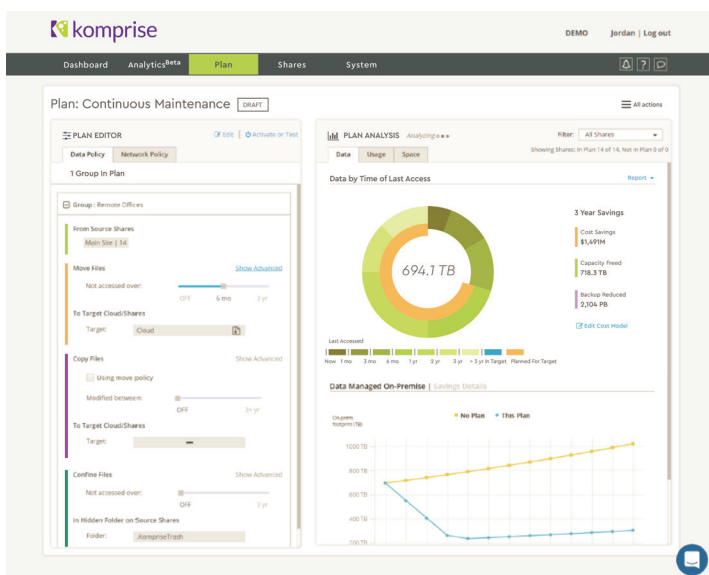 komprise
DEMO
Jordan | Log out
Dashboard
AnalyticsBeta
Plan
Shares
System
Plan: Continuous Maintenance
DRAFT
All actions
PLAN EDITOR
Edit | Activate or Test
Data Policy
Network Policy
1 Group In Plan
Group : Remote Offices
From Source Shares
Main Site | 14
Move Files
Show Advanced
Not accessed over:
OFF
6 mo
3 yr
To Target Cloud/Shares
Target:
Cloud
Copy Files
Show Advanced
Using move policy
Modified between:
OFF
3+ yr
To Target Cloud/Shares
Target:
Confine Files
Show Advanced
Not accessed over:
OFF
3 yr
In Hidden Folder on Source Shares
Folder:
.KompriseTrash
PLAN ANALYSIS
Analyzing
Filter:
All Shares
Showing Shares: In Plan 14 of 14, Not in Plan 0 of 0
Data
Usage
Space
Data by Time of Last Access
Report
694.1 TB
3 Year Savings
Cost Savings
$1,691M
Capacity Freed
718.3 TB
Backup Reduced
2,104 PB
Edit Cost Model
Last Accessed
Now 1 mo 3 mo 6 mo 1 yr 2 yr 3 yr > 3 yr In Target Planned For Target
Data Managed On-Premise | Savings Details
On-prem
footprint (TB)
No Plan
This Plan
1000 TB
800 TB
600 TB
400 TB
200 TB